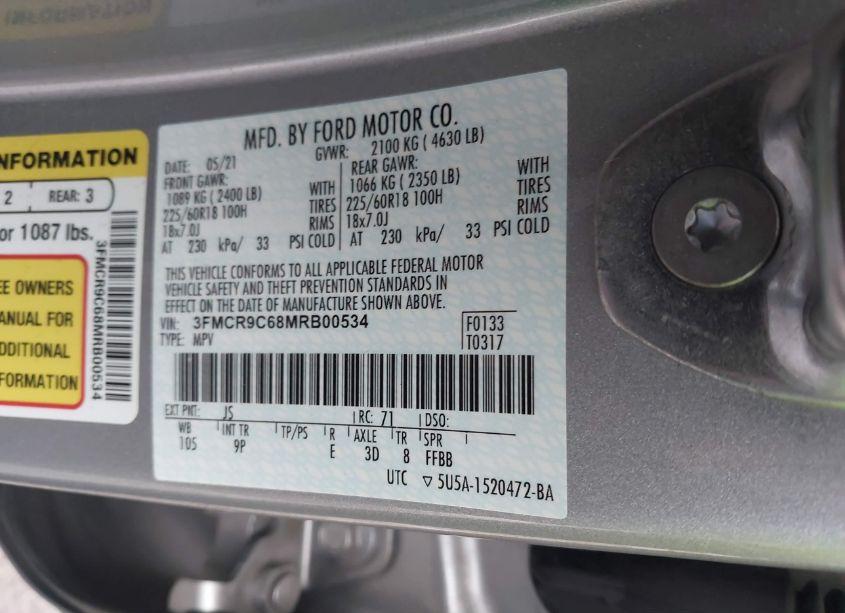 INFORMATION
NFORMATION
2 REAR: 3
or 1087 lbs.
EE OWNERS
ANUAL FOR
DDITIONAL
FORMATION
3FMCR9C68MRB00534
MFD. BY FORD MOTOR CO.
DATE: 05/21 GVWR: 2100 KG ( 4630 LB)
FRONT GAWR: REAR GAWR:
1089 KG ( 2400 LB) WITH 1066 KG ( 2350 LB) WITH
225/60R18 100H TIRES 225/60R18 100H TIRES
18x7.0J RIMS 18x7.0J RIMS
AT 230 kPa/ 33 PSI COLD AT 230 kPa/ 33 PSI COLD
THIS VEHICLE CONFORMS TO ALL APPLICABLE FEDERAL MOTOR
VEHICLE SAFETY AND THEFT PREVENTION STANDARDS IN
EFFECT ON THE DATE OF MANUFACTURE SHOWN ABOVE.
VIN: 3FMCR9C68MRB00534 F0133
TYPE: MPV T0317
EXT PNT: JS RC: 71 DSO:
WB INT TR TP/PS R AXLE TR SPR
105 9P E 3D 8 FFBB
UTC ▽ 5U5A-1520472-BA